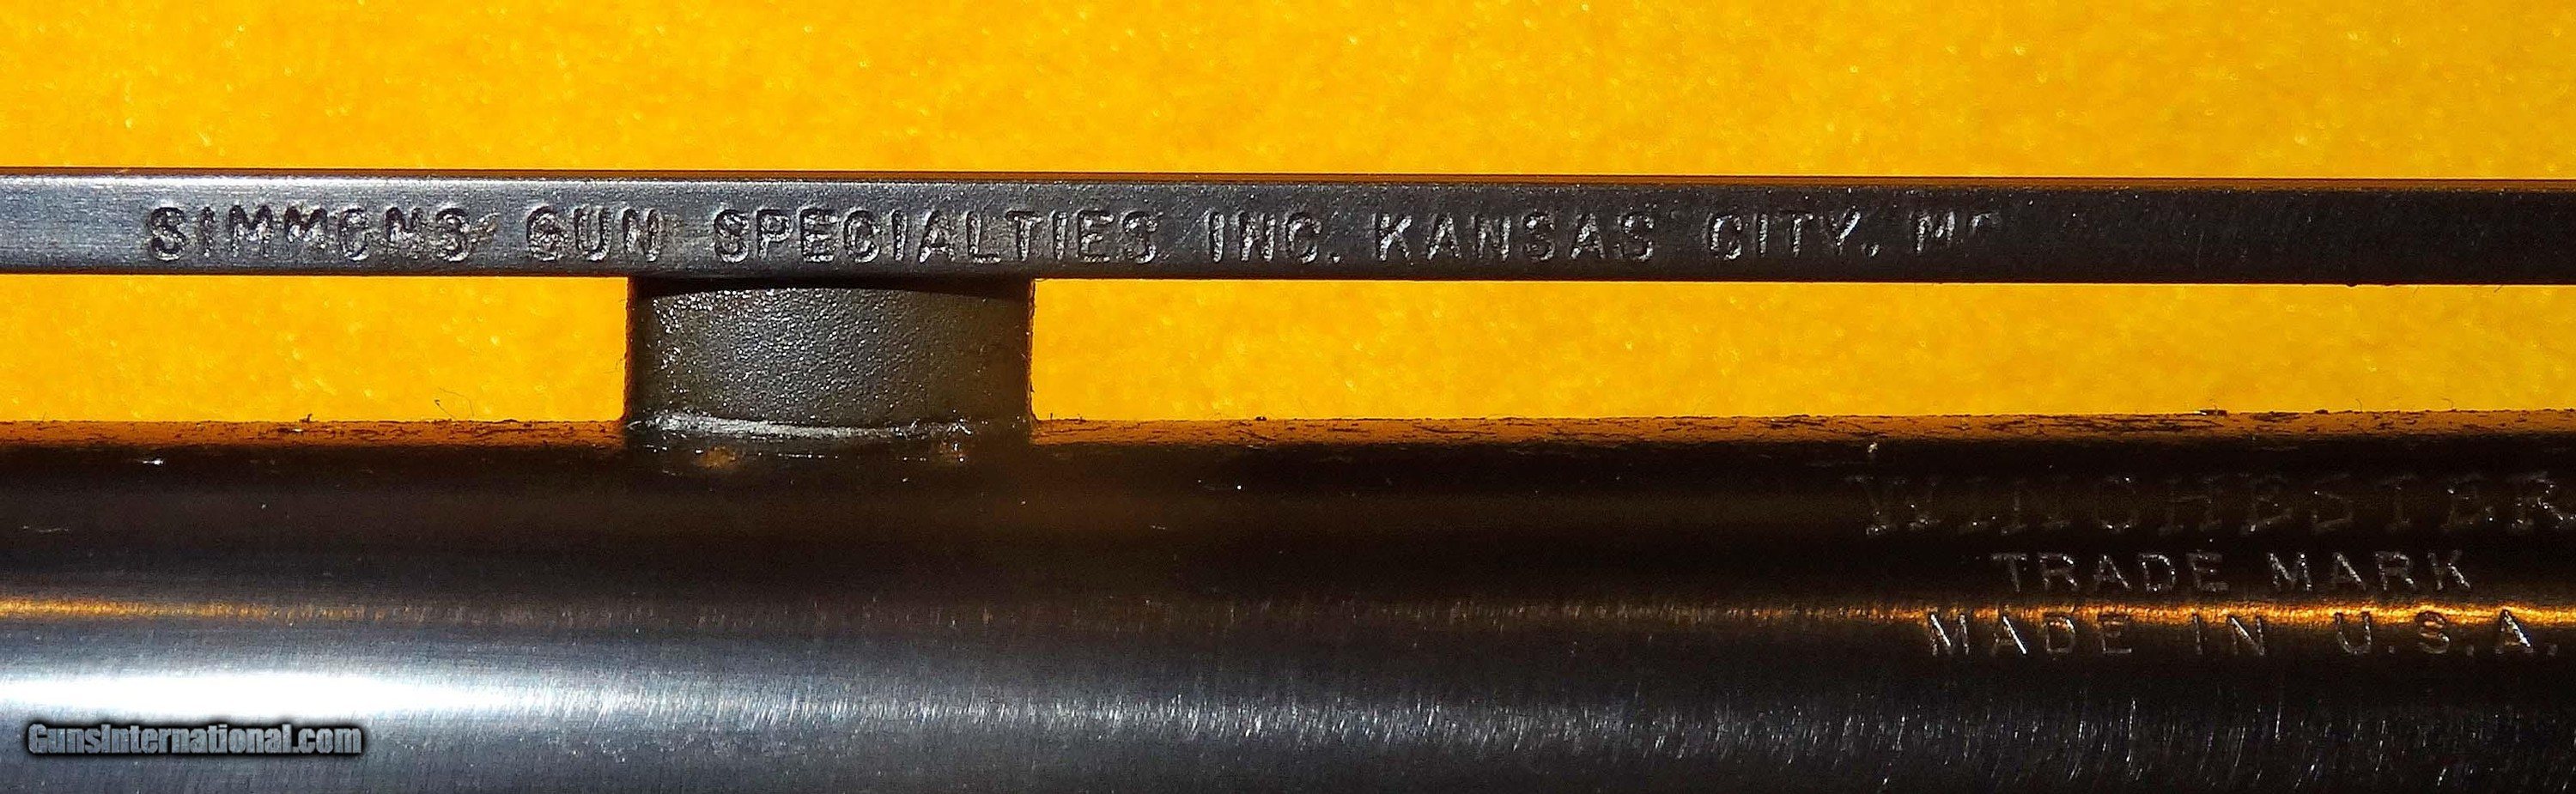 SIMMONS GUN SPECIALTIES INC. KANSAS CITY, MO
WINCHESTER
TRADE MARK
MADE IN U.S.A.
GunsInternational.com